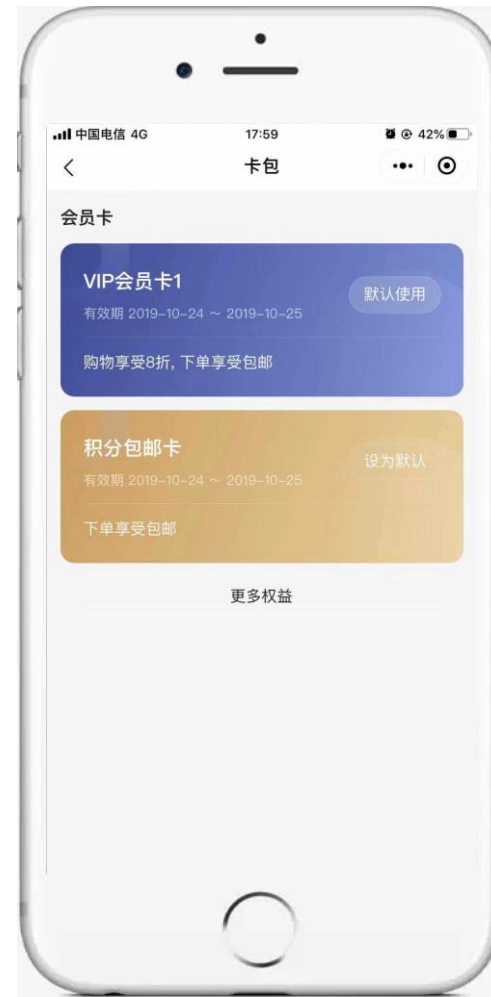 中国电信 4G 17:59 42%
卡包
会员卡
VIP会员卡1
默认使用
有效期 2019-10-24 ~ 2019-10-25
购物享受8折, 下单享受包邮
积分包邮卡
设为默认
有效期 2019-10-24 ~ 2019-10-25
下单享受包邮
更多权益